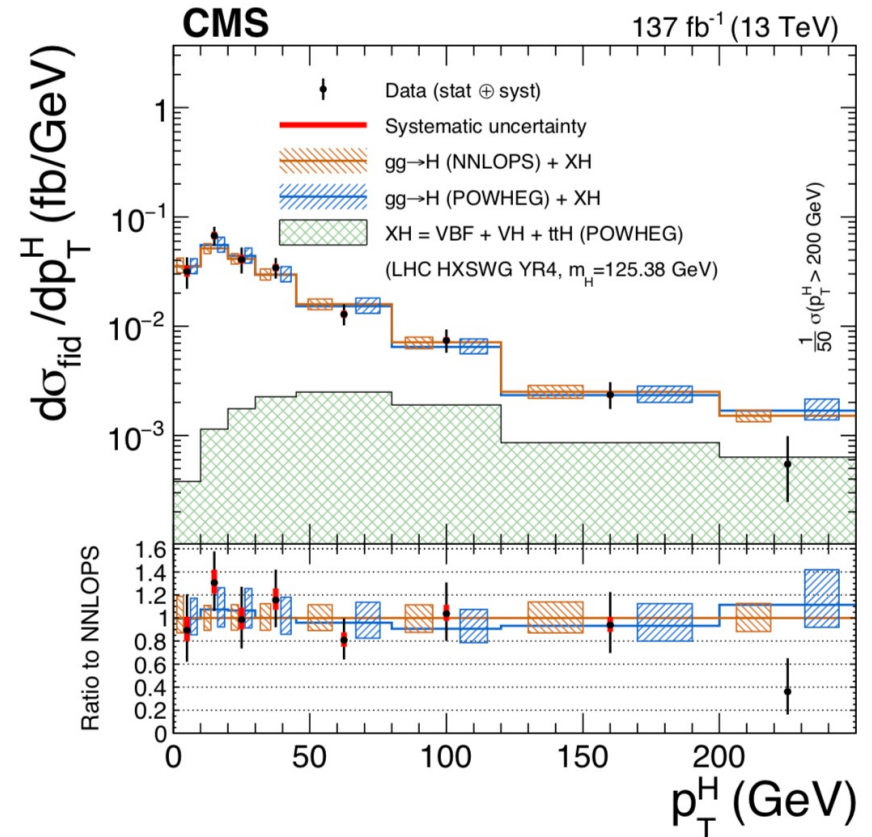 CMS 137 fb⁻¹ (13 TeV)
dσ_fid/dp_T^H (fb/GeV)
1
10⁻¹
10⁻²
10⁻³
Data (stat ⊕ syst)
Systematic uncertainty
gg→H (NNLOPS) + XH
gg→H (POWHEG) + XH
XH = VBF + VH + ttH (POWHEG)
(LHC HXSWG YR4, m_H=125.38 GeV)
1/50 σ(p_T^H > 200 GeV)
Ratio to NNLOPS
1.6
1.4
1.2
1
0.8
0.6
0.4
0.2
0
0 50 100 150 200
p_T^H (GeV)